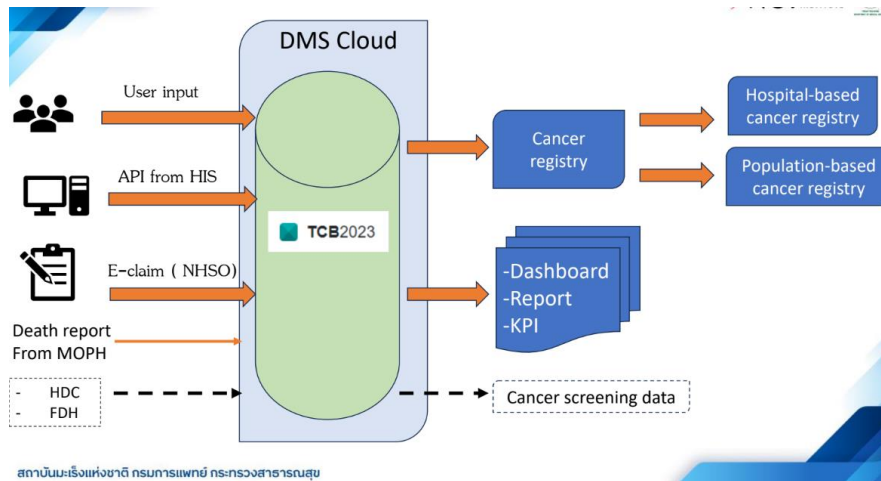 DMS Cloud
User input
API from HIS
E-claim ( NHSO)
Death report
From MOPH
- HDC
- FDH
TCB2023
Cancer
registry
Hospital-based
cancer registry
Population-based
cancer registry
-Dashboard
-Report
-KPI
Cancer screening data
สถาบันมะเร็งแห่งชาติ กรมการแพทย์ กระทรวงสาธารณสุข